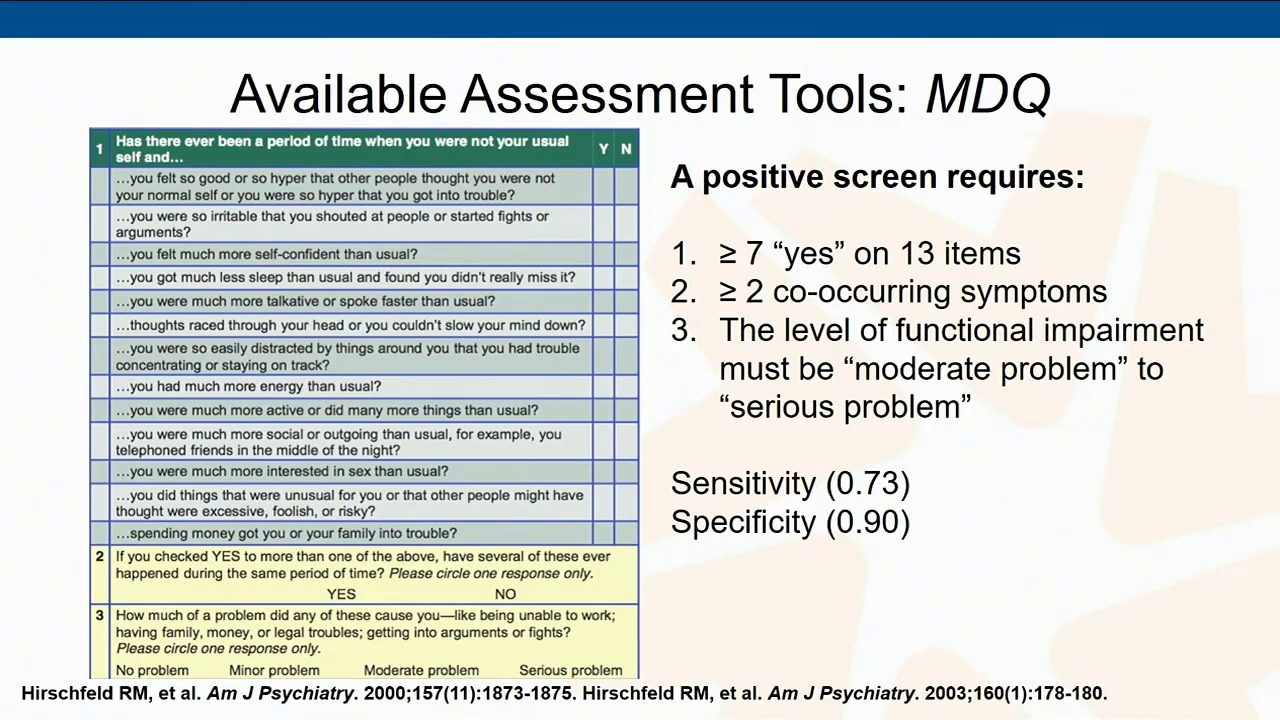 Available Assessment Tools: MDQ
1 Has there ever been a period of time when you were not your usual
self and… Y N
…you felt so good or so hyper that other people thought you were not
your normal self or you were so hyper that you got into trouble?
…you were so irritable that you shouted at people or started fights or
arguments?
…you felt much more self-confident than usual?
…you got much less sleep than usual and found you didn't really miss it?
…you were much more talkative or spoke faster than usual?
…thoughts raced through your head or you couldn't slow your mind down?
…you were so easily distracted by things around you that you had trouble
concentrating or staying on track?
…you had much more energy than usual?
…you were much more active or did many more things than usual?
…you were much more social or outgoing than usual, for example, you
telephoned friends in the middle of the night?
…you were much more interested in sex than usual?
…you did things that were unusual for you or that other people might have
thought were excessive, foolish, or risky?
…spending money got you or your family into trouble?
2 If you checked YES to more than one of the above, have several of these ever
happened during the same period of time? Please circle one response only.
YES NO
3 How much of a problem did any of these cause you—like being unable to work;
having family, money, or legal troubles; getting into arguments or fights?
Please circle one response only.
No problem Minor problem Moderate problem Serious problem
A positive screen requires:
1. ≥ 7 “yes” on 13 items
2. ≥ 2 co-occurring symptoms
3. The level of functional impairment
must be “moderate problem” to
“serious problem”
Sensitivity (0.73)
Specificity (0.90)
Hirschfeld RM, et al. Am J Psychiatry. 2000;157(11):1873-1875. Hirschfeld RM, et al. Am J Psychiatry. 2003;160(1):178-180.